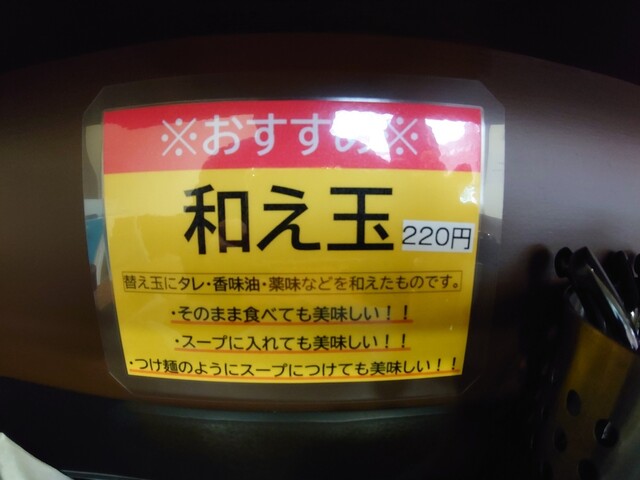 ※おすすめ※
和え玉 220円
替え玉にタレ・香味油・薬味などを和えたものです。
・そのまま食べても美味しい！！
・スープに入れても美味しい！！
・つけ麺のようにスープにつけても美味しい！！